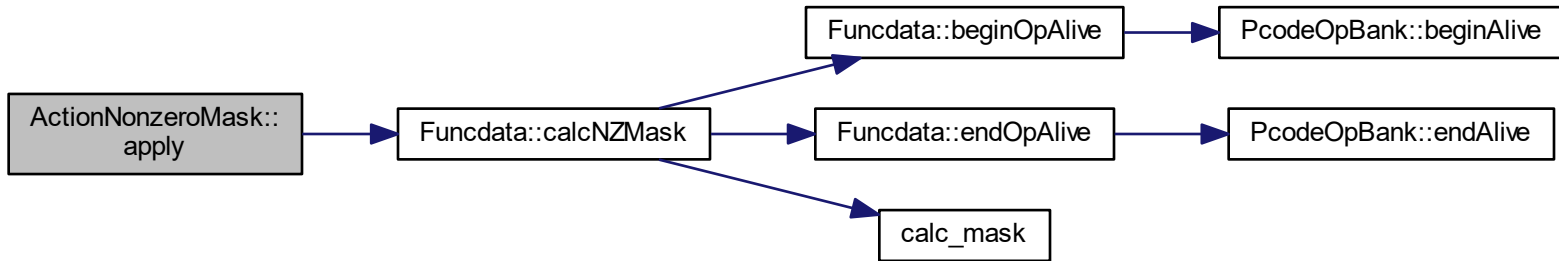 ActionNonzeroMask::
apply
Funcdata::calcNZMask
Funcdata::beginOpAlive
PcodeOpBank::beginAlive
Funcdata::endOpAlive
PcodeOpBank::endAlive
calc_mask